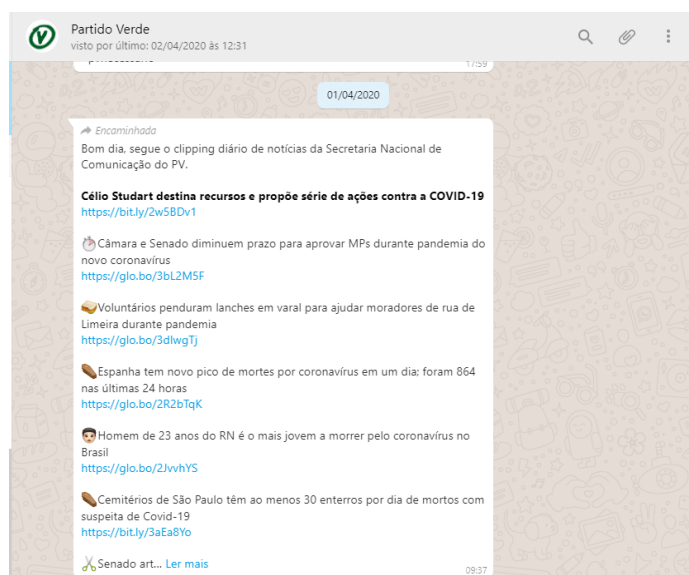 Partido Verde
visto por último: 02/04/2020 às 12:31
17:59
01/04/2020
Encaminhada
Bom dia, segue o clipping diário de notícias da Secretaria Nacional de
Comunicação do PV.
Célio Studart destina recursos e propõe série de ações contra a COVID-19
https://bit.ly/2w5BDv1
Câmara e Senado diminuem prazo para aprovar MPs durante pandemia do
novo coronavírus
https://glo.bo/3bL2M5F
Voluntários penduram lanches em varal para ajudar moradores de rua de
Limeira durante pandemia
https://glo.bo/3dlwgTj
Espanha tem novo pico de mortes por coronavírus em um dia; foram 864
nas últimas 24 horas
https://glo.bo/2R2bTqK
Homem de 23 anos do RN é o mais jovem a morrer pelo coronavírus no
Brasil
https://glo.bo/2JvvhYS
Cemitérios de São Paulo têm ao menos 30 enterros por dia de mortos com
suspeita de Covid-19
https://bit.ly/3aEa8Yo
Senado art... Ler mais
09:37